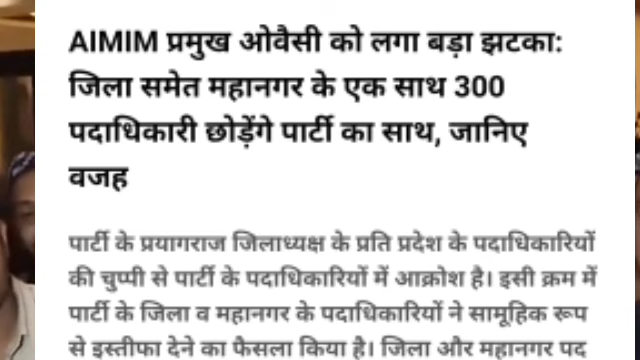 AIMIM प्रमुख ओवैसी को लगा बड़ा झटका:
जिला समेत महानगर के एक साथ 300
पदाधिकारी छोड़ेंगे पार्टी का साथ, जानिए
वजह
पार्टी के प्रयागराज जिलाध्यक्ष के प्रति प्रदेश के पदाधिकारियों
की चुप्पी से पार्टी के पदाधिकारियों में आक्रोश है। इसी क्रम में
पार्टी के जिला व महानगर के पदाधिकारियों ने सामूहिक रूप
से इस्तीफा देने का फैसला किया है। जिला और महानगर पद